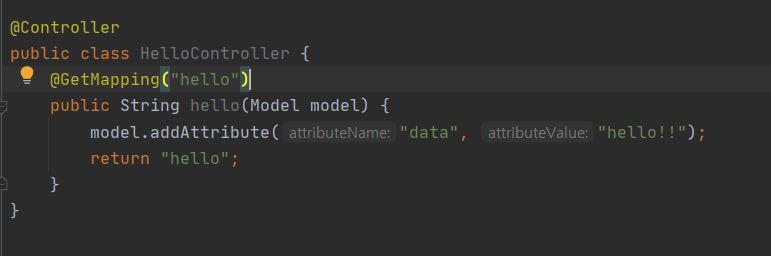 @Controller
public class HelloController {
@GetMapping("hello")
public String hello(Model model) {
model.addAttribute( attributeName: "data", attributeValue: "hello!!");
return "hello";
}
}